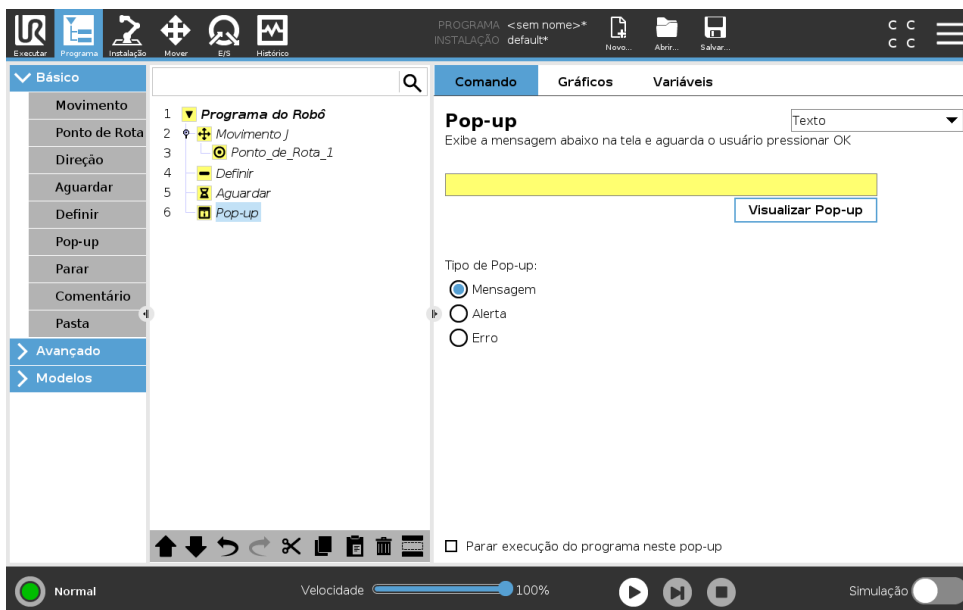 UR
Executar
Programa
Instalação
Mover
E/S
Histórico
PROGRAMA <sem nome>*
INSTALAÇÃO default*
Novo...
Abrir...
Salvar...
C C
C C
Básico
Movimento
Ponto de Rota
Direção
Aguardar
Definir
Pop-up
Parar
Comentário
Pasta
Avançado
Modelos
1 Programa do Robô
2 Movimento J
3 Ponto_de_Rota_1
4 Definir
5 Aguardar
6 Pop-up
Comando Gráficos Variáveis
Pop-up
Texto
Exibe a mensagem abaixo na tela e aguarda o usuário pressionar OK
Visualizar Pop-up
Tipo de Pop-up:
Mensagem
Alerta
Erro
Parar execução do programa neste pop-up
Normal
Velocidade 100%
Simulação